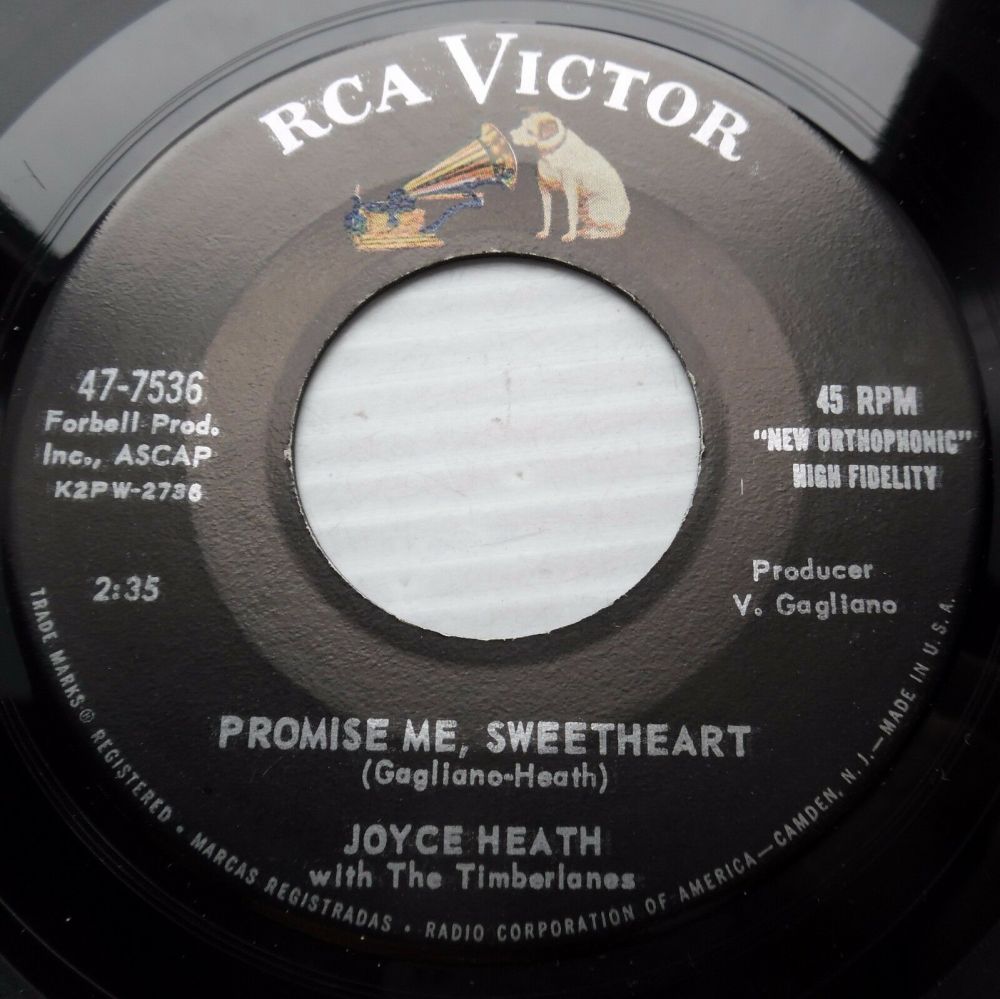 RCA VICTOR
47-7536
Forbell Prod.
Inc., ASCAP
K2PW-2736
2:35
45 RPM
"NEW ORTHOPHONIC"
HIGH FIDELITY
Producer
V. Gagliano
PROMISE ME, SWEETHEART
(Gagliano-Heath)
JOYCE HEATH
with The Timberlanes
TRADE MARKS ® REGISTERED • MARCAS REGISTRADAS • RADIO CORPORATION OF AMERICA—CAMDEN, N. J.—MADE IN U. S. A.